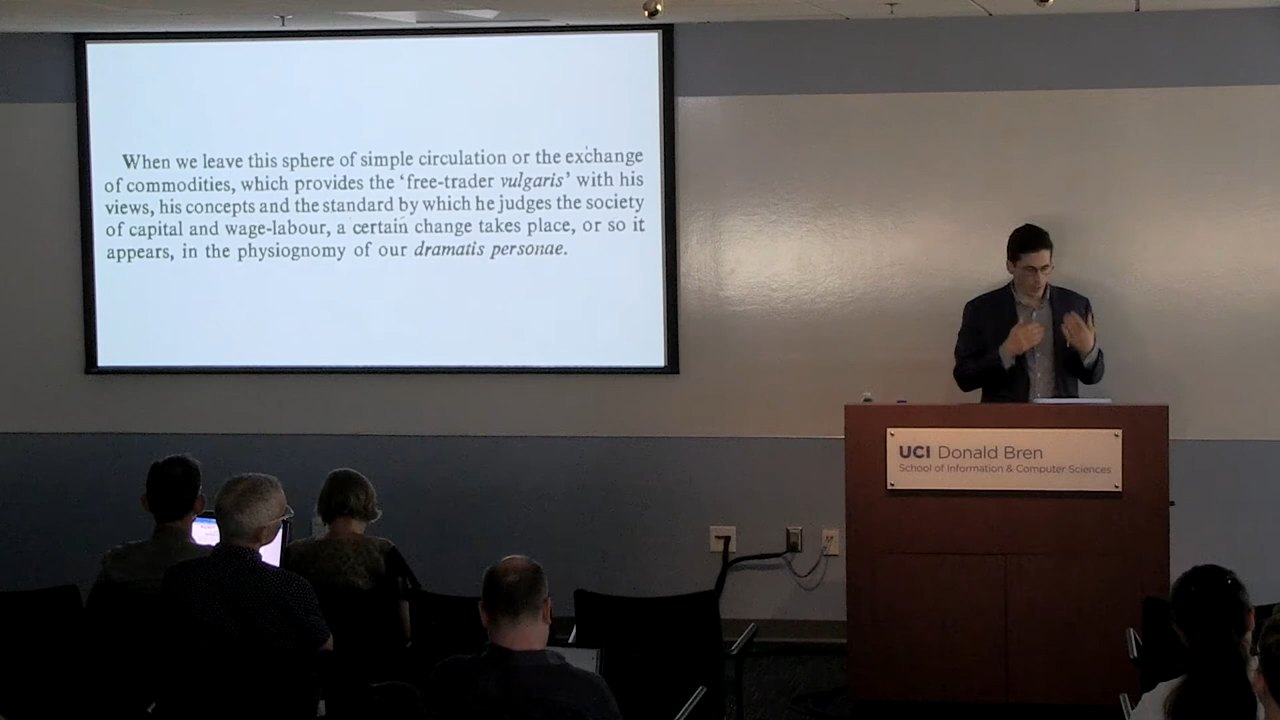 When we leave this sphere of simple circulation or the exchange
of commodities, which provides the ‘free-trader vulgaris’ with his
views, his concepts and the standard by which he judges the society
of capital and wage-labour, a certain change takes place, or so it
appears, in the physiognomy of our dramatis personae.
UCI Donald Bren
School of Information & Computer Sciences